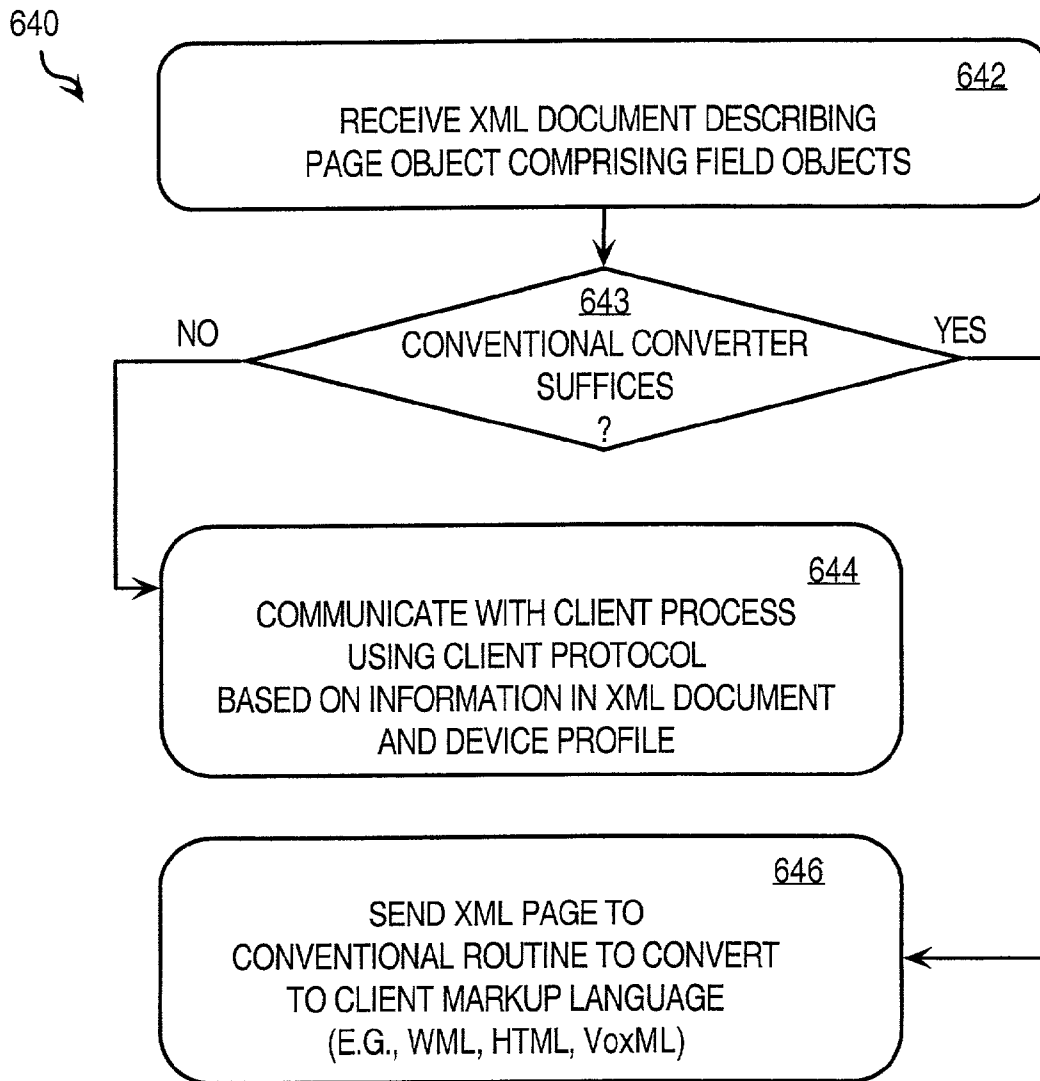 640
642
RECEIVE XML DOCUMENT DESCRIBING
PAGE OBJECT COMPRISING FIELD OBJECTS
643
NO
YES
CONVENTIONAL CONVERTER
SUFFICES
?
644
COMMUNICATE WITH CLIENT PROCESS
USING CLIENT PROTOCOL
BASED ON INFORMATION IN XML DOCUMENT
AND DEVICE PROFILE
646
SEND XML PAGE TO
CONVENTIONAL ROUTINE TO CONVERT
TO CLIENT MARKUP LANGUAGE
(E.G., WML, HTML, VoxML)